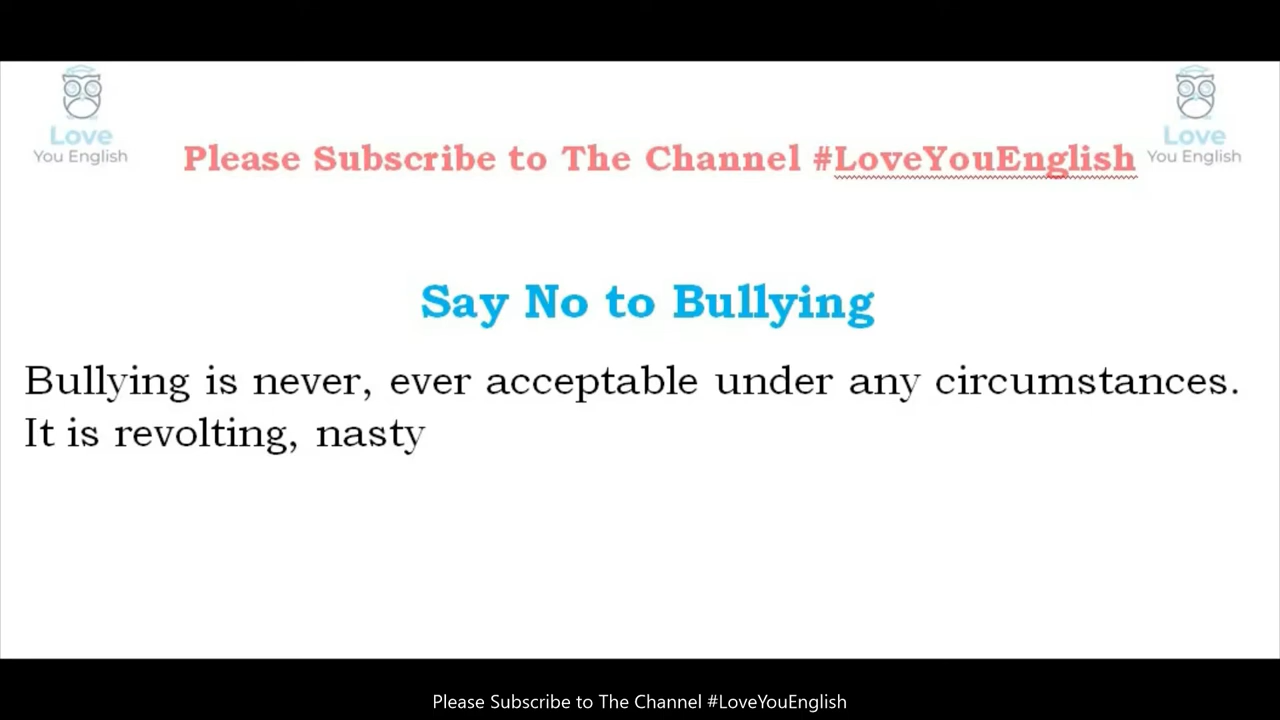 Love
You English
Please Subscribe to The Channel #LoveYouEnglish
Love
You English
Say No to Bullying
Bullying is never, ever acceptable under any circumstances.
It is revolting, nasty
Please Subscribe to The Channel #LoveYouEnglish